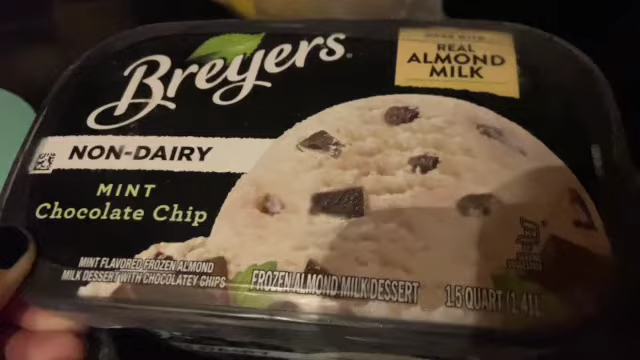 Breyers®
MADE WITH
REAL
ALMOND
MILK
NON-DAIRY
MINT
Chocolate Chip
MINT FLAVORED FROZEN ALMOND
MILK DESSERT WITH CHOCOLATEY CHIPS
FROZEN ALMOND MILK DESSERT
1.5 QUART (1.41L)